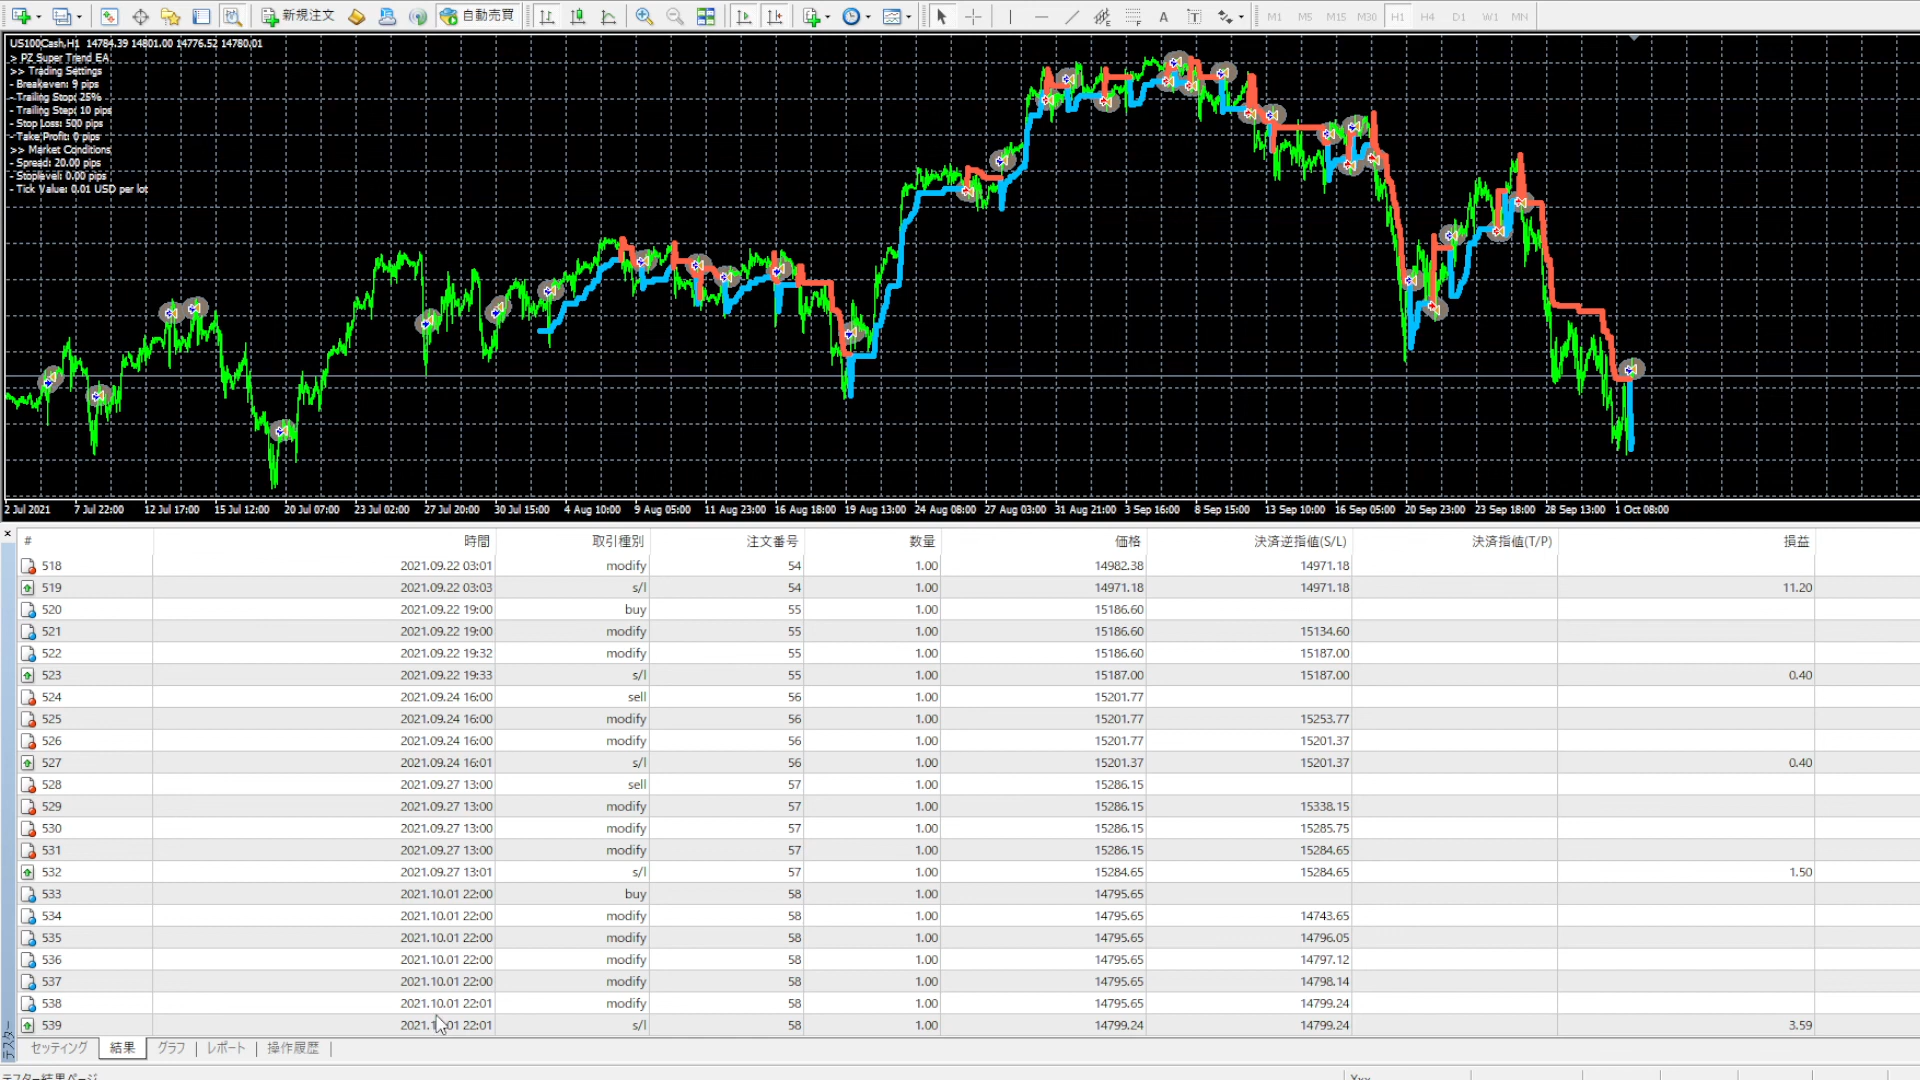 新規注文 自動売買 A T M1 M5 M15 M30 H1 H4 D1 W1 MN
US100Cash,H1 14784.39 14801.00 14776.52 14780.01
> PZ Super Trend EA
>> Trading Settings
- Breakeven: 9 pips
- Trailing Stop: 25%
- Trailing Step: 10 pips
- Stop Loss: 500 pips
- Take Profit: 0 pips
>> Market Conditions
- Spread: 20.00 pips
- Stoplevel: 0.00 pips
- Tick Value: 0.01 USD per lot
2 Jul 2021 7 Jul 22:00 12 Jul 17:00 15 Jul 12:00 20 Jul 07:00 23 Jul 02:00 27 Jul 20:00 30 Jul 15:00 4 Aug 10:00 9 Aug 05:00 11 Aug 23:00 16 Aug 18:00 19 Aug 13:00 24 Aug 08:00 27 Aug 03:00 31 Aug 21:00 3 Sep 16:00 8 Sep 15:00 13 Sep 10:00 16 Sep 05:00 20 Sep 23:00 23 Sep 18:00 28 Sep 13:00 1 Oct 08:00
# 時間 取引種別 注文番号 数量 価格 決済逆指値(S/L) 決済指値(T/P) 損益
518 2021.09.22 03:01 modify 54 1.00 14982.38 14971.18
519 2021.09.22 03:03 s/l 54 1.00 14971.18 14971.18 11.20
520 2021.09.22 19:00 buy 55 1.00 15186.60
521 2021.09.22 19:00 modify 55 1.00 15186.60 15134.60
522 2021.09.22 19:32 modify 55 1.00 15186.60 15187.00
523 2021.09.22 19:33 s/l 55 1.00 15187.00 15187.00 0.40
524 2021.09.24 16:00 sell 56 1.00 15201.77
525 2021.09.24 16:00 modify 56 1.00 15201.77 15253.77
526 2021.09.24 16:00 modify 56 1.00 15201.77 15201.37
527 2021.09.24 16:01 s/l 56 1.00 15201.37 15201.37 0.40
528 2021.09.27 13:00 sell 57 1.00 15286.15
529 2021.09.27 13:00 modify 57 1.00 15286.15 15338.15
530 2021.09.27 13:00 modify 57 1.00 15286.15 15285.75
531 2021.09.27 13:00 modify 57 1.00 15286.15 15284.65
532 2021.09.27 13:01 s/l 57 1.00 15284.65 15284.65 1.50
533 2021.10.01 22:00 buy 58 1.00 14795.65
534 2021.10.01 22:00 modify 58 1.00 14795.65 14743.65
535 2021.10.01 22:00 modify 58 1.00 14795.65 14796.05
536 2021.10.01 22:00 modify 58 1.00 14795.65 14797.12
537 2021.10.01 22:00 modify 58 1.00 14795.65 14798.14
538 2021.10.01 22:01 modify 58 1.00 14795.65 14799.24
539 2021.10.01 22:01 s/l 58 1.00 14799.24 14799.24 3.59
テスター
セッティング 結果 グラフ レポート 操作履歴
テスター結果ページ